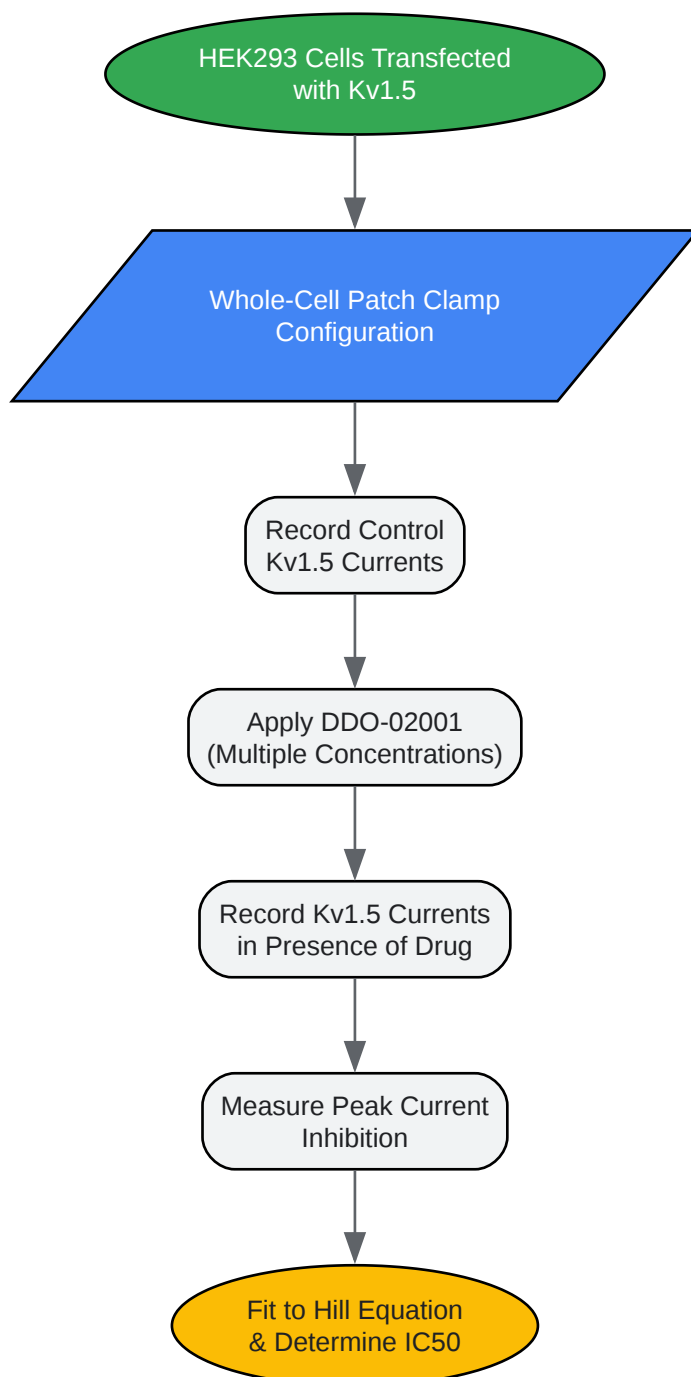 HEK293 Cells Transfected
with Kv1.5
Whole-Cell Patch Clamp
Configuration
Record Control
Kv1.5 Currents
Apply DDO-02001
(Multiple Concentrations)
Record Kv1.5 Currents
in Presence of Drug
Measure Peak Current
Inhibition
Fit to Hill Equation
& Determine IC50